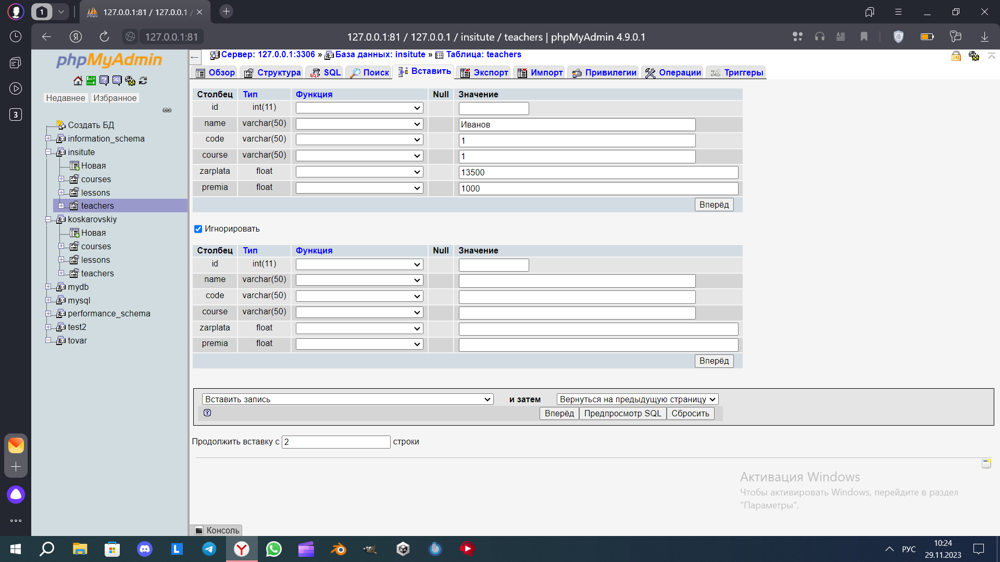 1
127.0.0.1:81 / 127.0.0.1 /
127.0.0.1:81
127.0.0.1:81 / 127.0.0.1 / insitute / teachers | phpMyAdmin 4.9.0.1
3
phpMyAdmin
Недавнее Избранное
Создать БД
information_schema
insitute
Новая
courses
lessons
teachers
koskarovskiy
Новая
courses
lessons
teachers
mydb
mysql
performance_schema
test2
tovar
Сервер: 127.0.0.1:3306 » База данных: insitute » Таблица: teachers
Обзор Структура SQL Поиск Вставить Экспорт Импорт Привилегии Операции Триггеры
Столбец Тип Функция Null Значение
id int(11)
name varchar(50) Иванов
code varchar(50) 1
course varchar(50) 1
zarplata float 13500
premia float 1000
Вперёд
Игнорировать
Столбец Тип Функция Null Значение
id int(11)
name varchar(50)
code varchar(50)
course varchar(50)
zarplata float
premia float
Вперёд
Вставить запись и затем Вернуться на предыдущую страницу
Вперёд Предпросмотр SQL Сбросить
Продолжить вставку с 2 строки
Активация Windows
Чтобы активировать Windows, перейдите в раздел
"Параметры".
Консоль
РУС
10:24
29.11.2023